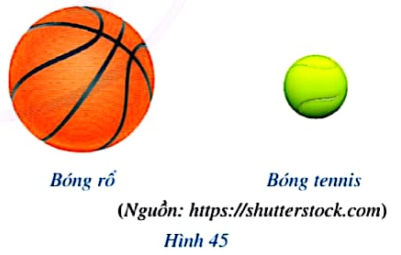 Bóng rổ
Bóng tennis
(Nguồn: https://shutterstock.com)
Hình 45